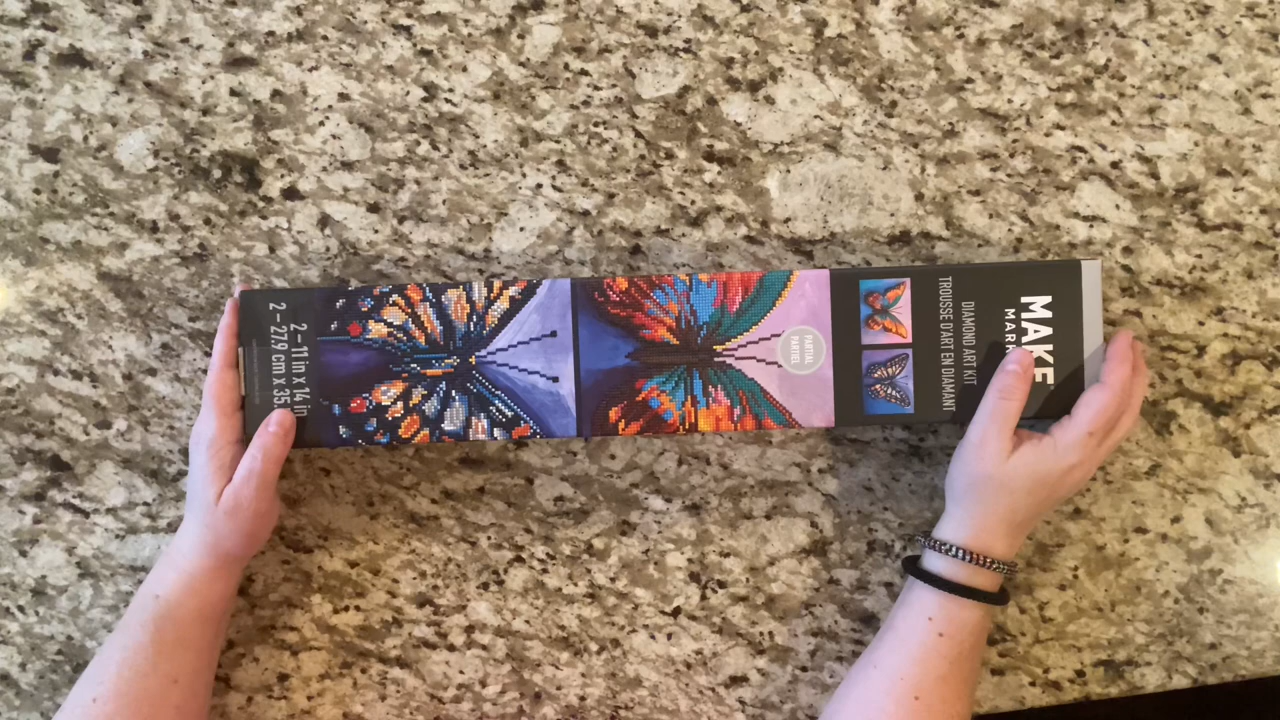 MAKE
DIAMOND ART KIT
TROUSSE D'ART EN DIAMANT
PARTIAL
PARTIEL
2 – 11 in x 14 in
2 – 27.9 cm x 35.